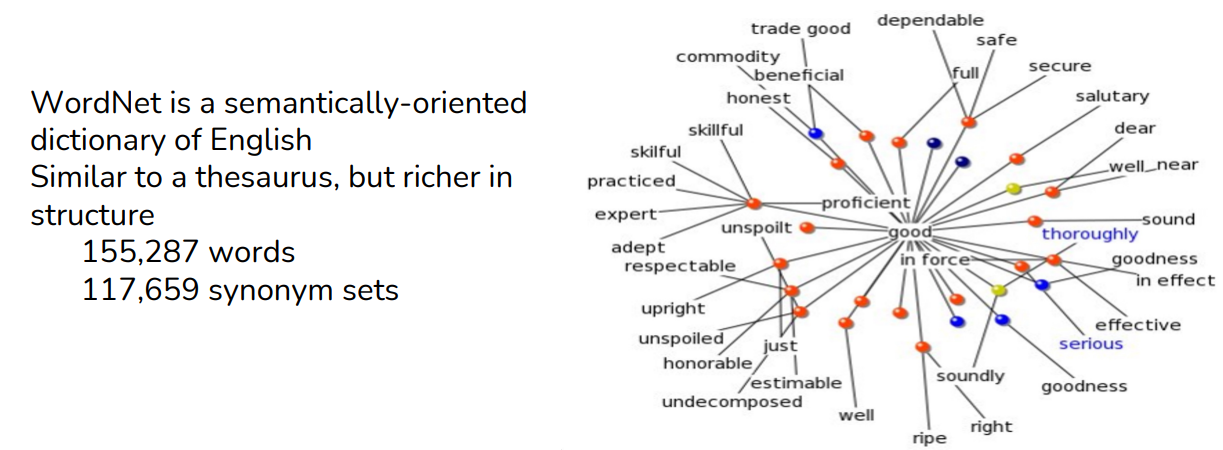 WordNet is a semantically-oriented
dictionary of English
Similar to a thesaurus, but richer in
structure
155,287 words
117,659 synonym sets
trade good
dependable
commodity
safe
beneficial
full
secure
honest
salutary
skillful
dear
skilful
well
near
practiced
proficient
expert
unspoilt
good
sound
thoroughly
adept
respectable
in force
goodness
in effect
upright
effective
unspoiled
just
serious
honorable
estimable
soundly
goodness
undecomposed
well
right
ripe